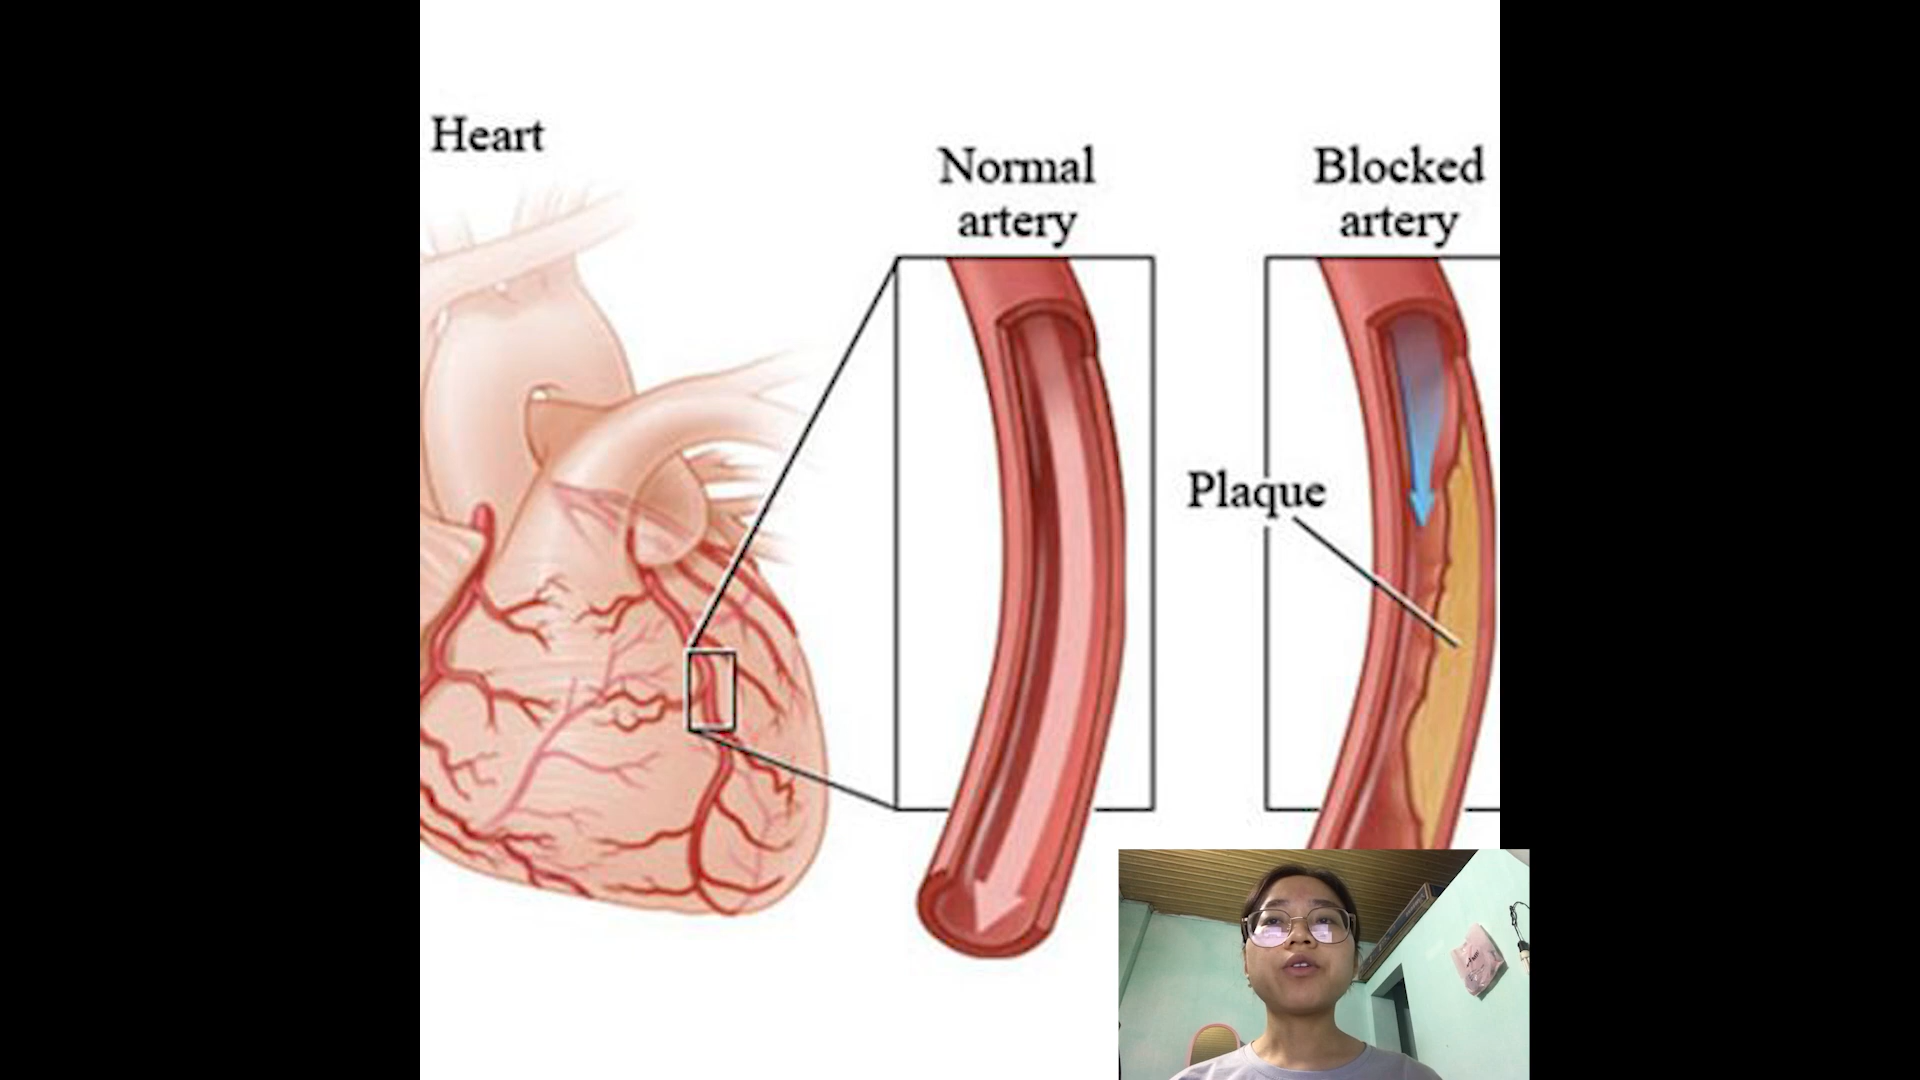 Heart
Normal
artery
Blocked
artery
Plaque